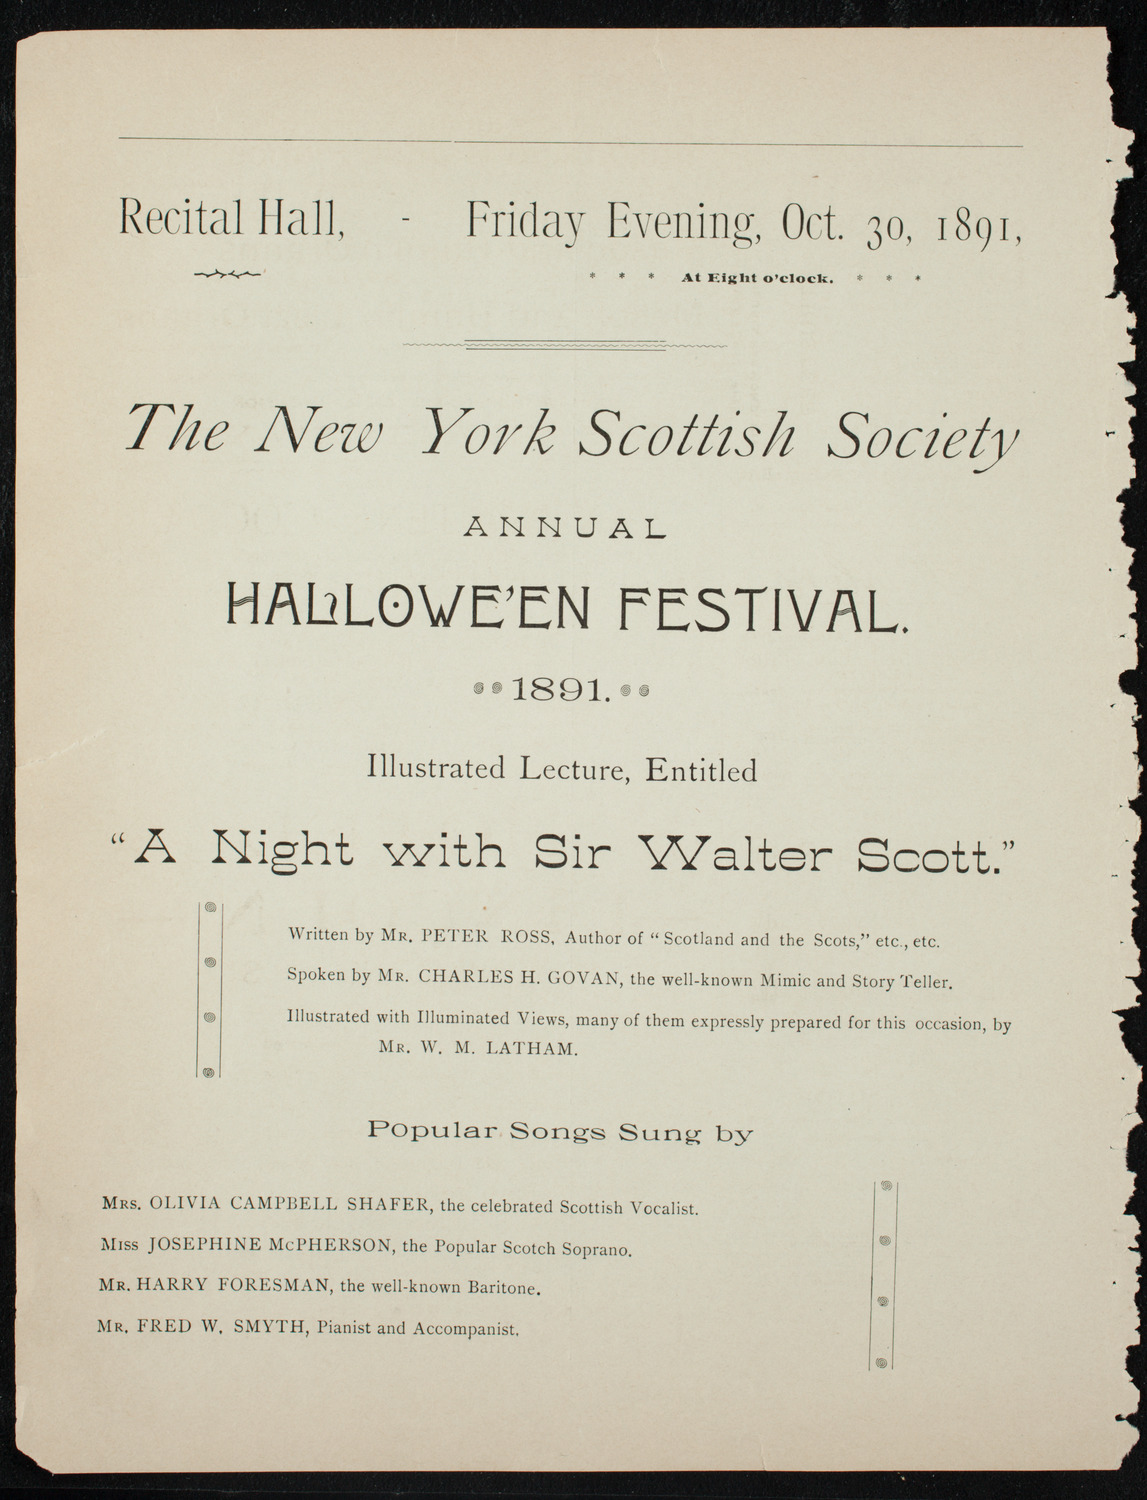 Recital Hall, - Friday Evening, Oct. 30, 1891,
* * * At Eight o'clock. * * *
The New York Scottish Society
ANNUAL
HALLOWE'EN FESTIVAL.
1891.
Illustrated Lecture, Entitled
"A Night with Sir Walter Scott."
Written by MR. PETER ROSS, Author of "Scotland and the Scots," etc., etc.
Spoken by MR. CHARLES H. GOVAN, the well-known Mimic and Story Teller.
Illustrated with Illuminated Views, many of them expressly prepared for this occasion, by
MR. W. M. LATHAM.
Popular Songs Sung by
MRS. OLIVIA CAMPBELL SHAFER, the celebrated Scottish Vocalist.
MISS JOSEPHINE McPHERSON, the Popular Scotch Soprano.
MR. HARRY FORESMAN, the well-known Baritone.
MR. FRED W. SMYTH, Pianist and Accompanist.